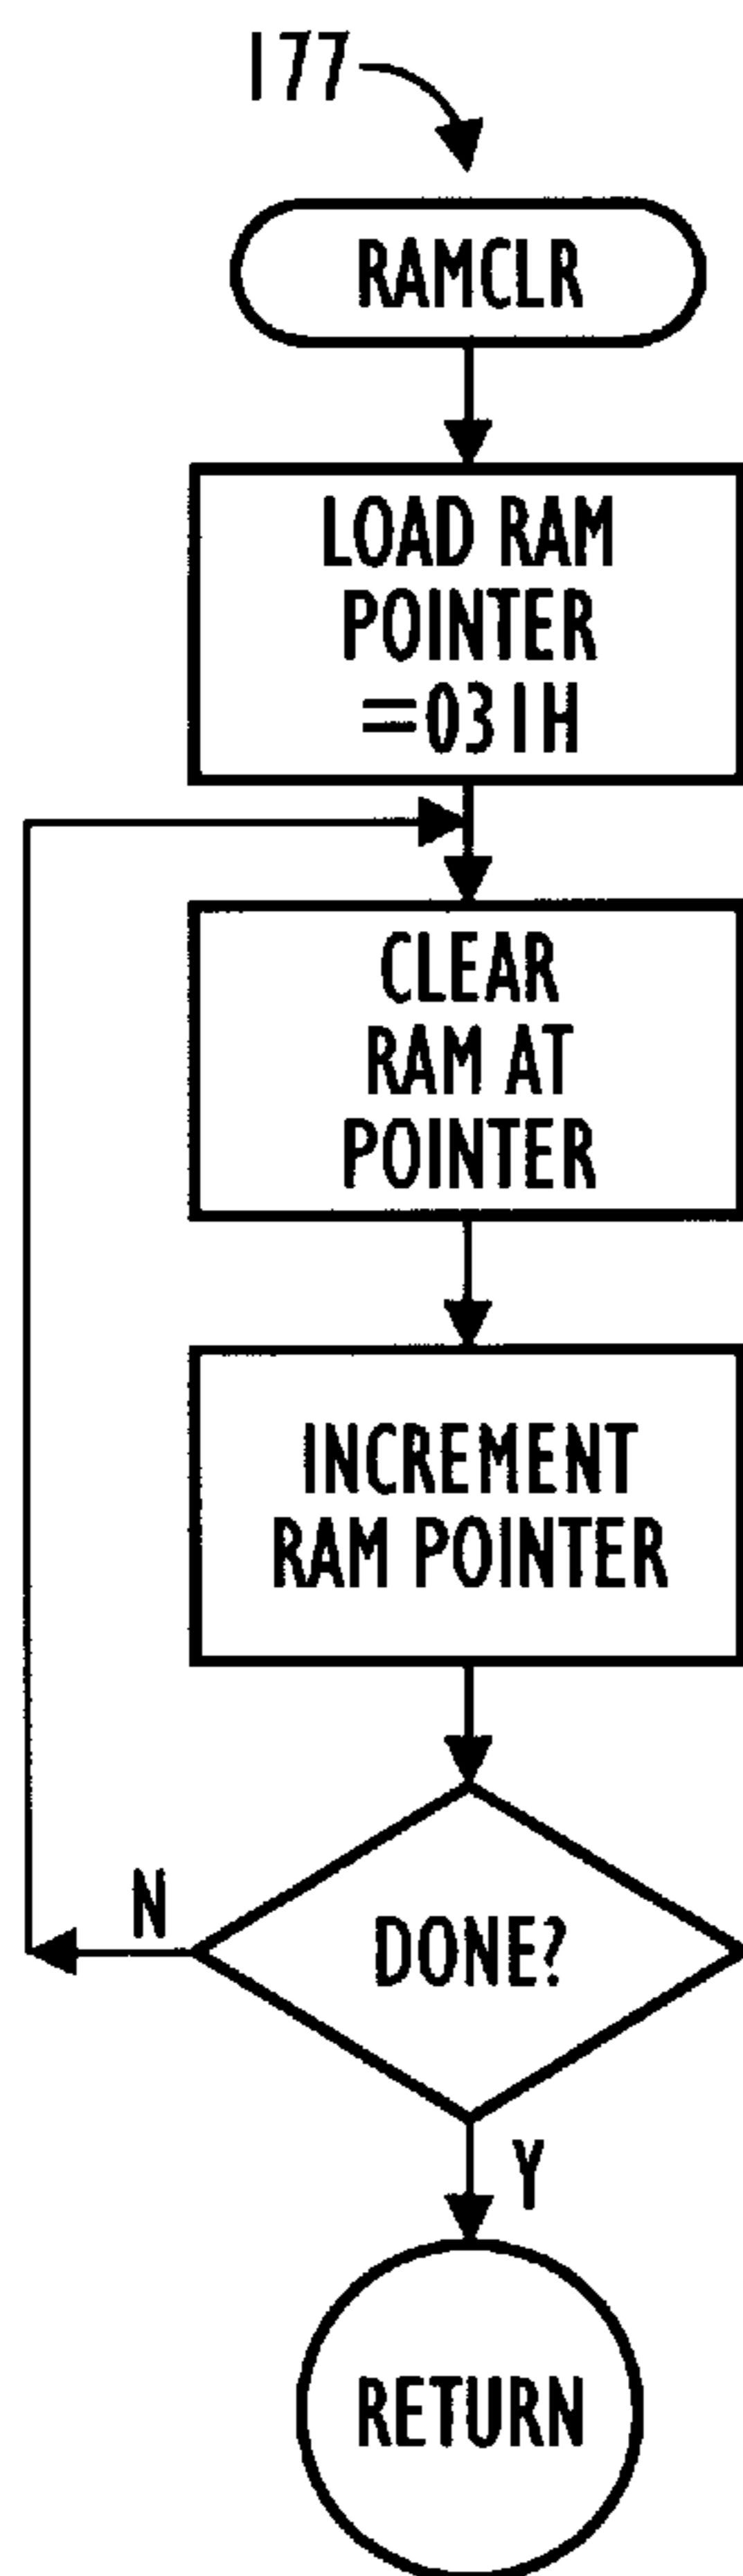 177
RAMCLR
LOAD RAM
POINTER
=031H
CLEAR
RAM AT
POINTER
INCREMENT
RAM POINTER
DONE?
N
Y
RETURN